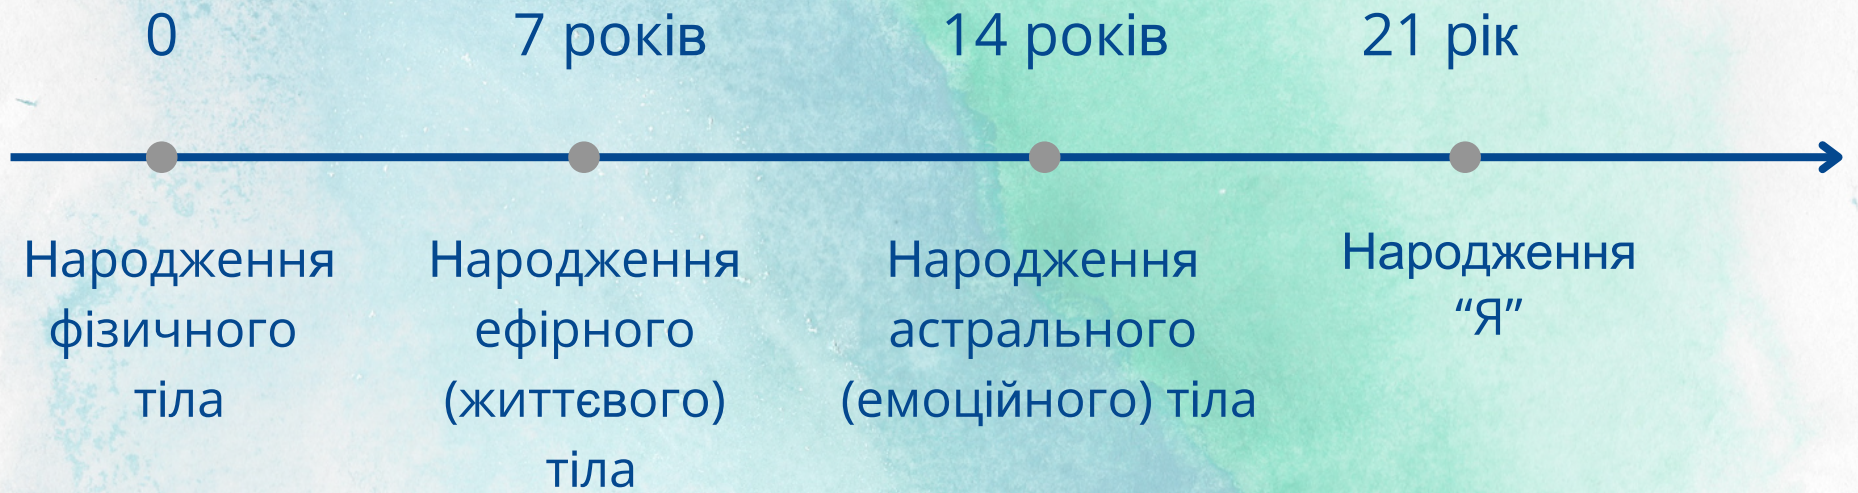 0
7 років
14 років
21 рік
Народження
фізичного
тіла
Народження
ефірного
(життєвого)
тіла
Народження
астрального
(емоційного) тіла
Народження
“Я”